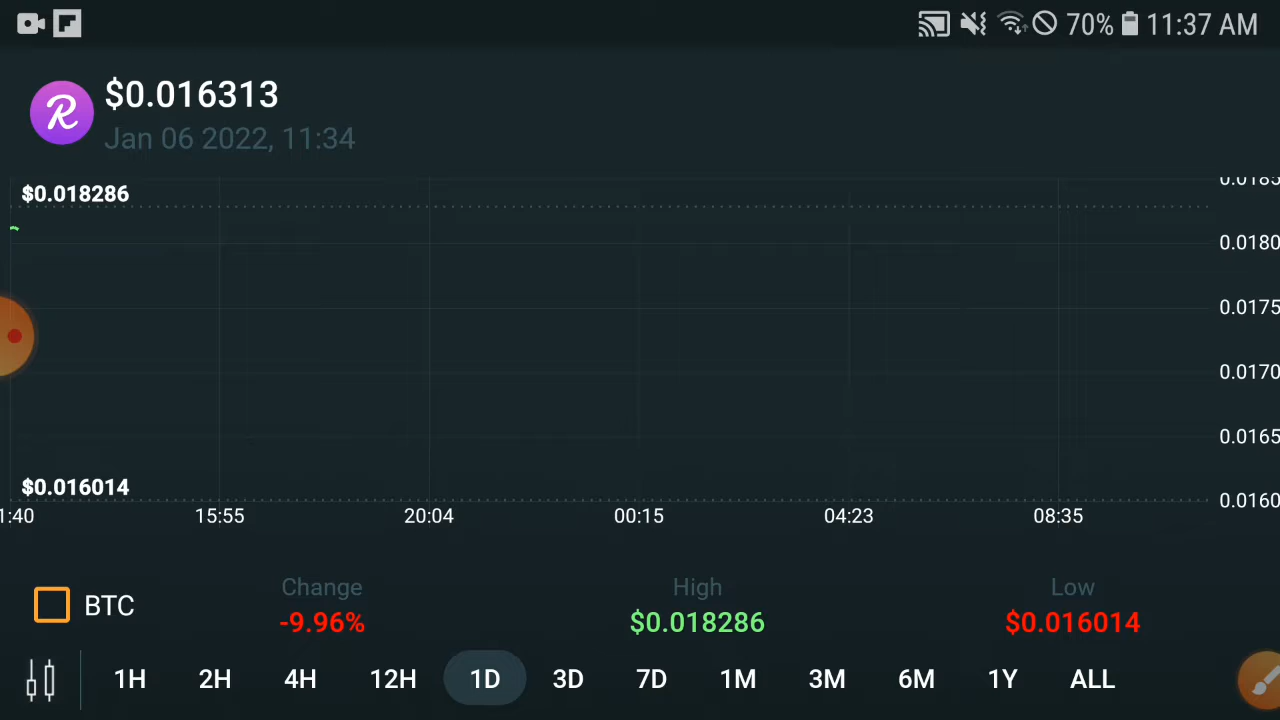 70% 11:37 AM
R
$0.016313
Jan 06 2022, 11:34
$0.018286
0.0185
0.0180
0.0175
0.0170
0.0165
$0.016014
0.0160
1:40 15:55 20:04 00:15 04:23 08:35
BTC
Change High Low
-9.96% $0.018286 $0.016014
1H 2H 4H 12H 1D 3D 7D 1M 3M 6M 1Y ALL